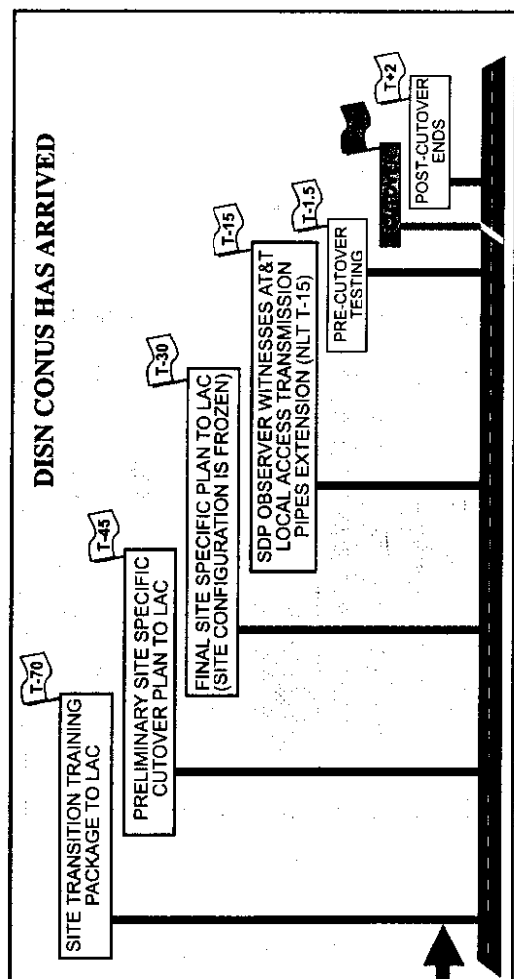 DISN CONUS HAS ARRIVED
T-70
SITE TRANSITION TRAINING
PACKAGE TO LAC
T-45
PRELIMINARY SITE SPECIFIC
CUTOVER PLAN TO LAC
T-30
FINAL SITE SPECIFIC PLAN TO LAC
(SITE CONFIGURATION IS FROZEN)
T-15
SDP OBSERVER WITNESSES AT&T
LOCAL ACCESS TRANSMISSION
PIPES EXTENSION (NLT T-15)
T-1.5
PRE-CUTOVER
TESTING
T+2
POST-CUTOVER
ENDS